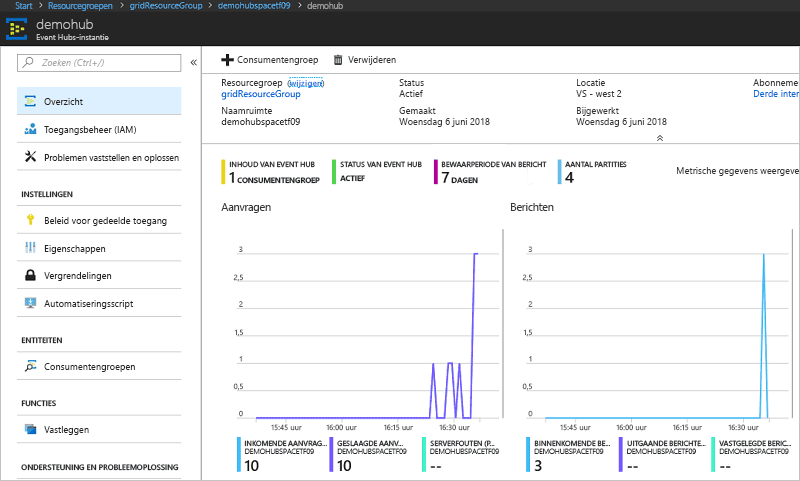 Start > Resourcegroepen > gridResourceGroup > demohubspacetf09 > demohub
demohub
Event Hubs-instantie
Zoeken (Ctrl+/)
«
Overzicht
Toegangsbeheer (IAM)
Problemen vaststellen en oplossen
INSTELLINGEN
Beleid voor gedeelde toegang
Eigenschappen
Vergrendelingen
Automatiseringsscript
ENTITEITEN
Consumentengroepen
FUNCTIES
Vastleggen
ONDERSTEUNING EN PROBLEEMOPLOSSING
Consumentengroep
Verwijderen
Resourcegroep (wijzigen)
gridResourceGroup
Naamruimte
demohubspacetf09
Status
Actief
Gemaakt
Woensdag 6 juni 2018
Locatie
VS - west 2
Bijgewerkt
Woensdag 6 juni 2018
Abonneme
Derde inter
INHOUD VAN EVENT HUB
1 CONSUMENTENGROEP
STATUS VAN EVENT HUB
ACTIEF
BEWAARPERIODE VAN BERICHT
7 DAGEN
AANTAL PARTITIES
4
Metrische gegevens weergeve
Aanvragen
3
2,5
2
1,5
1
0,5
0
15:45 uur 16:00 uur 16:15 uur 16:30 uur
INKOMENDE AANVRAG...
DEMOHUBSPACETF09
10
GESLAAGDE AANV...
DEMOHUBSPACETF09
10
SERVERFOUTEN (P...
DEMOHUBSPACETF09
--
Berichten
3
2,5
2
1,5
1
0,5
0
15:45 uur 16:00 uur 16:15 uur 16:30 uur
BINNENKOMENDE BE...
DEMOHUBSPACETF09
3
UITGAANDE BERICHTE...
DEMOHUBSPACETF09
--
VASTGELEGDE BERIC...
DEMOHUBSPACETF09
--